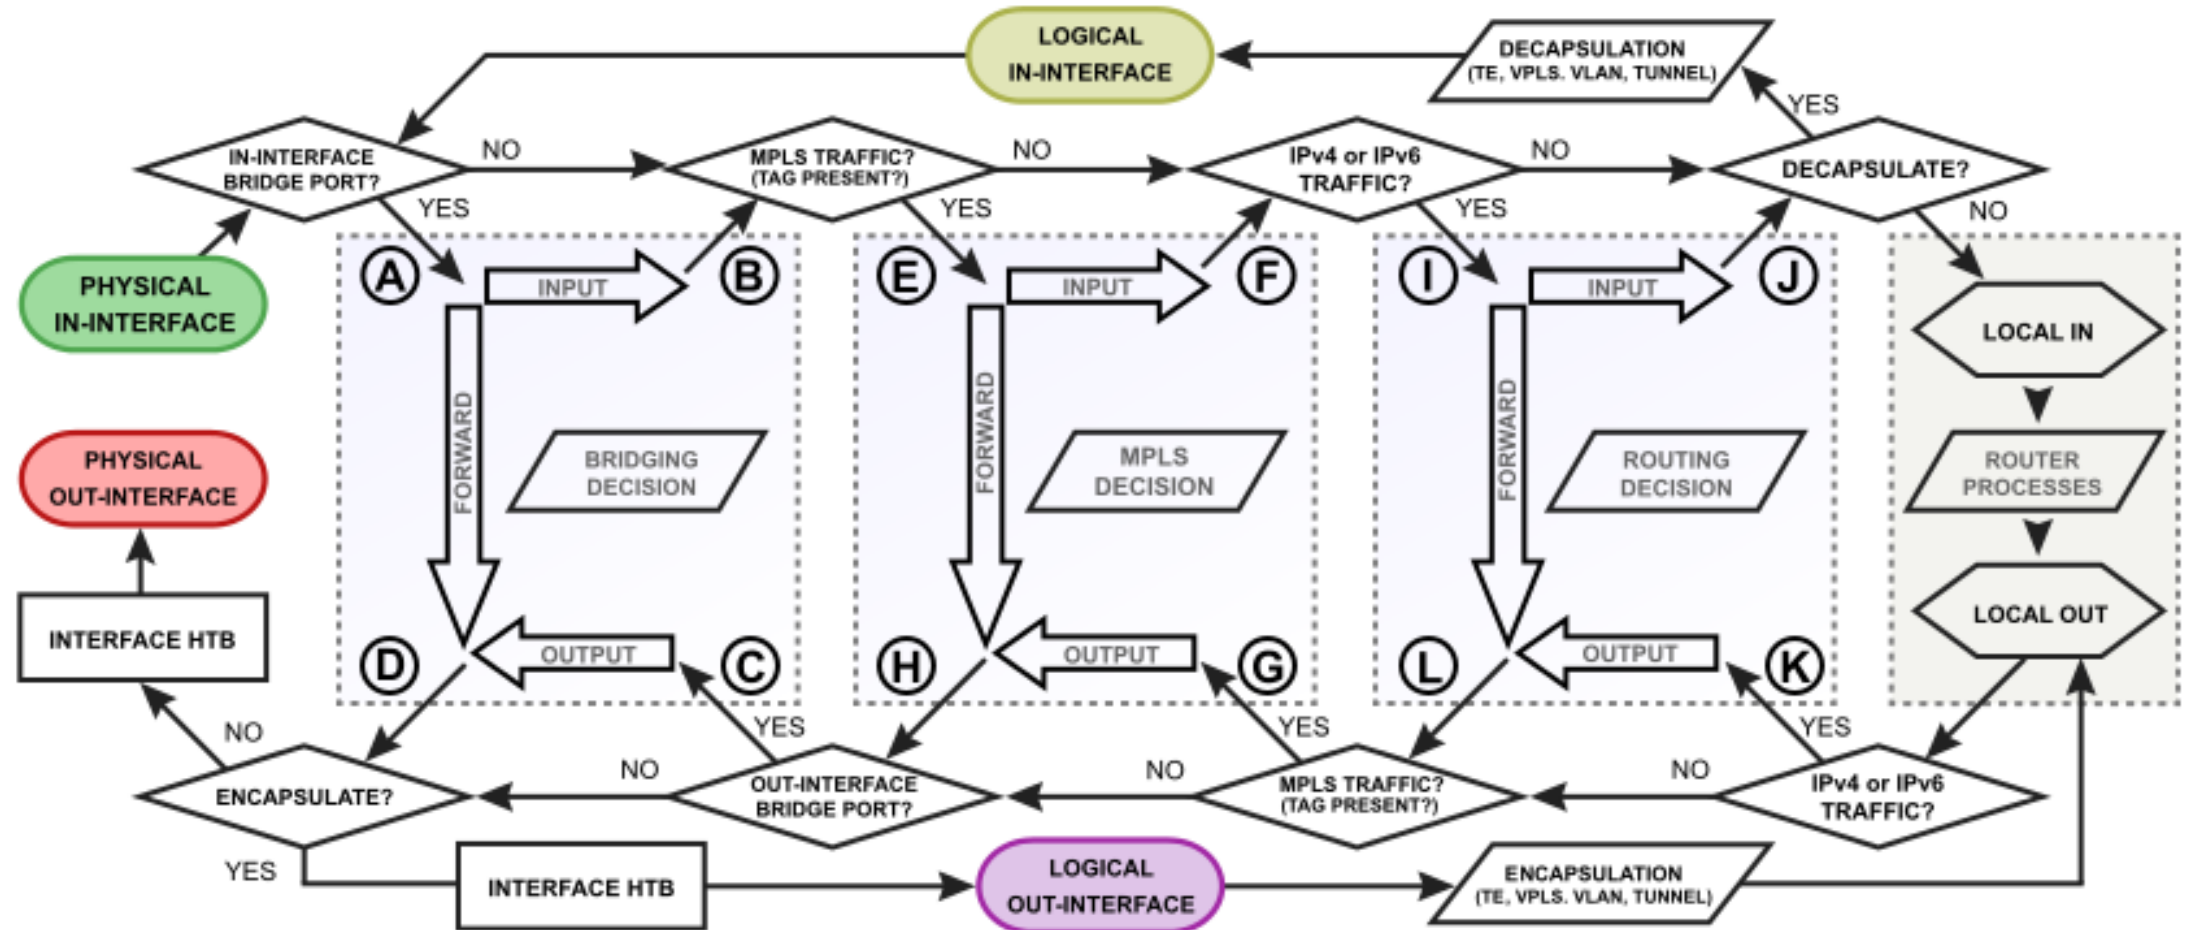 LOGICAL
IN-INTERFACE
DECAPSULATION
(TE, VPLS. VLAN, TUNNEL)
YES
IN-INTERFACE
BRIDGE PORT?
NO
MPLS TRAFFIC?
(TAG PRESENT?)
NO
IPv4 or IPv6
TRAFFIC?
NO
DECAPSULATE?
YES
YES
YES
NO
PHYSICAL
IN-INTERFACE
A
INPUT
B
E
INPUT
F
I
INPUT
J
LOCAL IN
FORWARD
BRIDGING
DECISION
FORWARD
MPLS
DECISION
FORWARD
ROUTING
DECISION
ROUTER
PROCESSES
PHYSICAL
OUT-INTERFACE
INTERFACE HTB
D
OUTPUT
C
H
OUTPUT
G
L
OUTPUT
K
LOCAL OUT
NO
YES
YES
YES
ENCAPSULATE?
NO
OUT-INTERFACE
BRIDGE PORT?
NO
MPLS TRAFFIC?
(TAG PRESENT?)
NO
IPv4 or IPv6
TRAFFIC?
YES
INTERFACE HTB
LOGICAL
OUT-INTERFACE
ENCAPSULATION
(TE, VPLS. VLAN, TUNNEL)